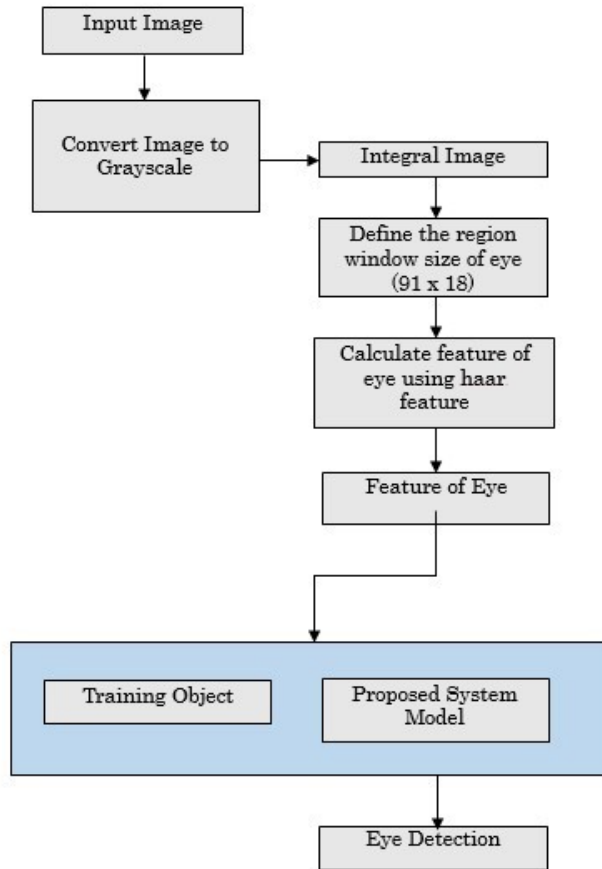 Input Image
Convert Image to
Grayscale
Integral Image
Define the region
window size of eye
(91 x 18)
Calculate feature of
eye using haar
feature
Feature of Eye
Training Object
Proposed System
Model
Eye Detection